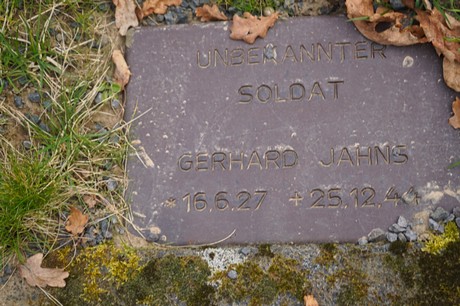 UNBEKANNTER
SOLDAT
GERHARD JAHNS
*16.6.27 +25.12.44